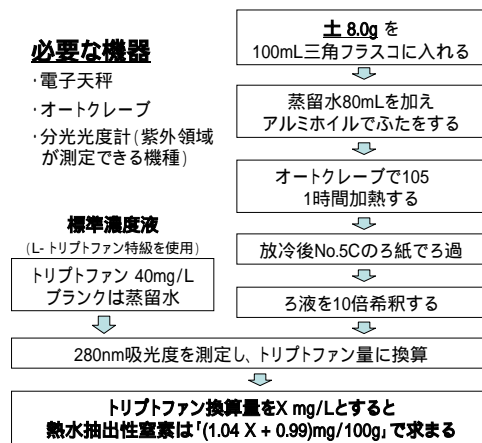 必要な機器
・電子天秤
・オートクレーブ
・分光光度計(紫外領域
が測定できる機種)
土 8.0g を
100mL三角フラスコに入れる
蒸留水80mLを加え
アルミホイルでふたをする
オートクレーブで105
1時間加熱する
放冷後No.5Cのろ紙でろ過
ろ液を10倍希釈する
標準濃度液
(L-トリプトファン特級を使用)
トリプトファン 40mg/L
ブランクは蒸留水
280nm吸光度を測定し、トリプトファン量に換算
トリプトファン換算量をX mg/Lとすると
熱水抽出性窒素は「(1.04 X + 0.99)mg/100g」で求まる